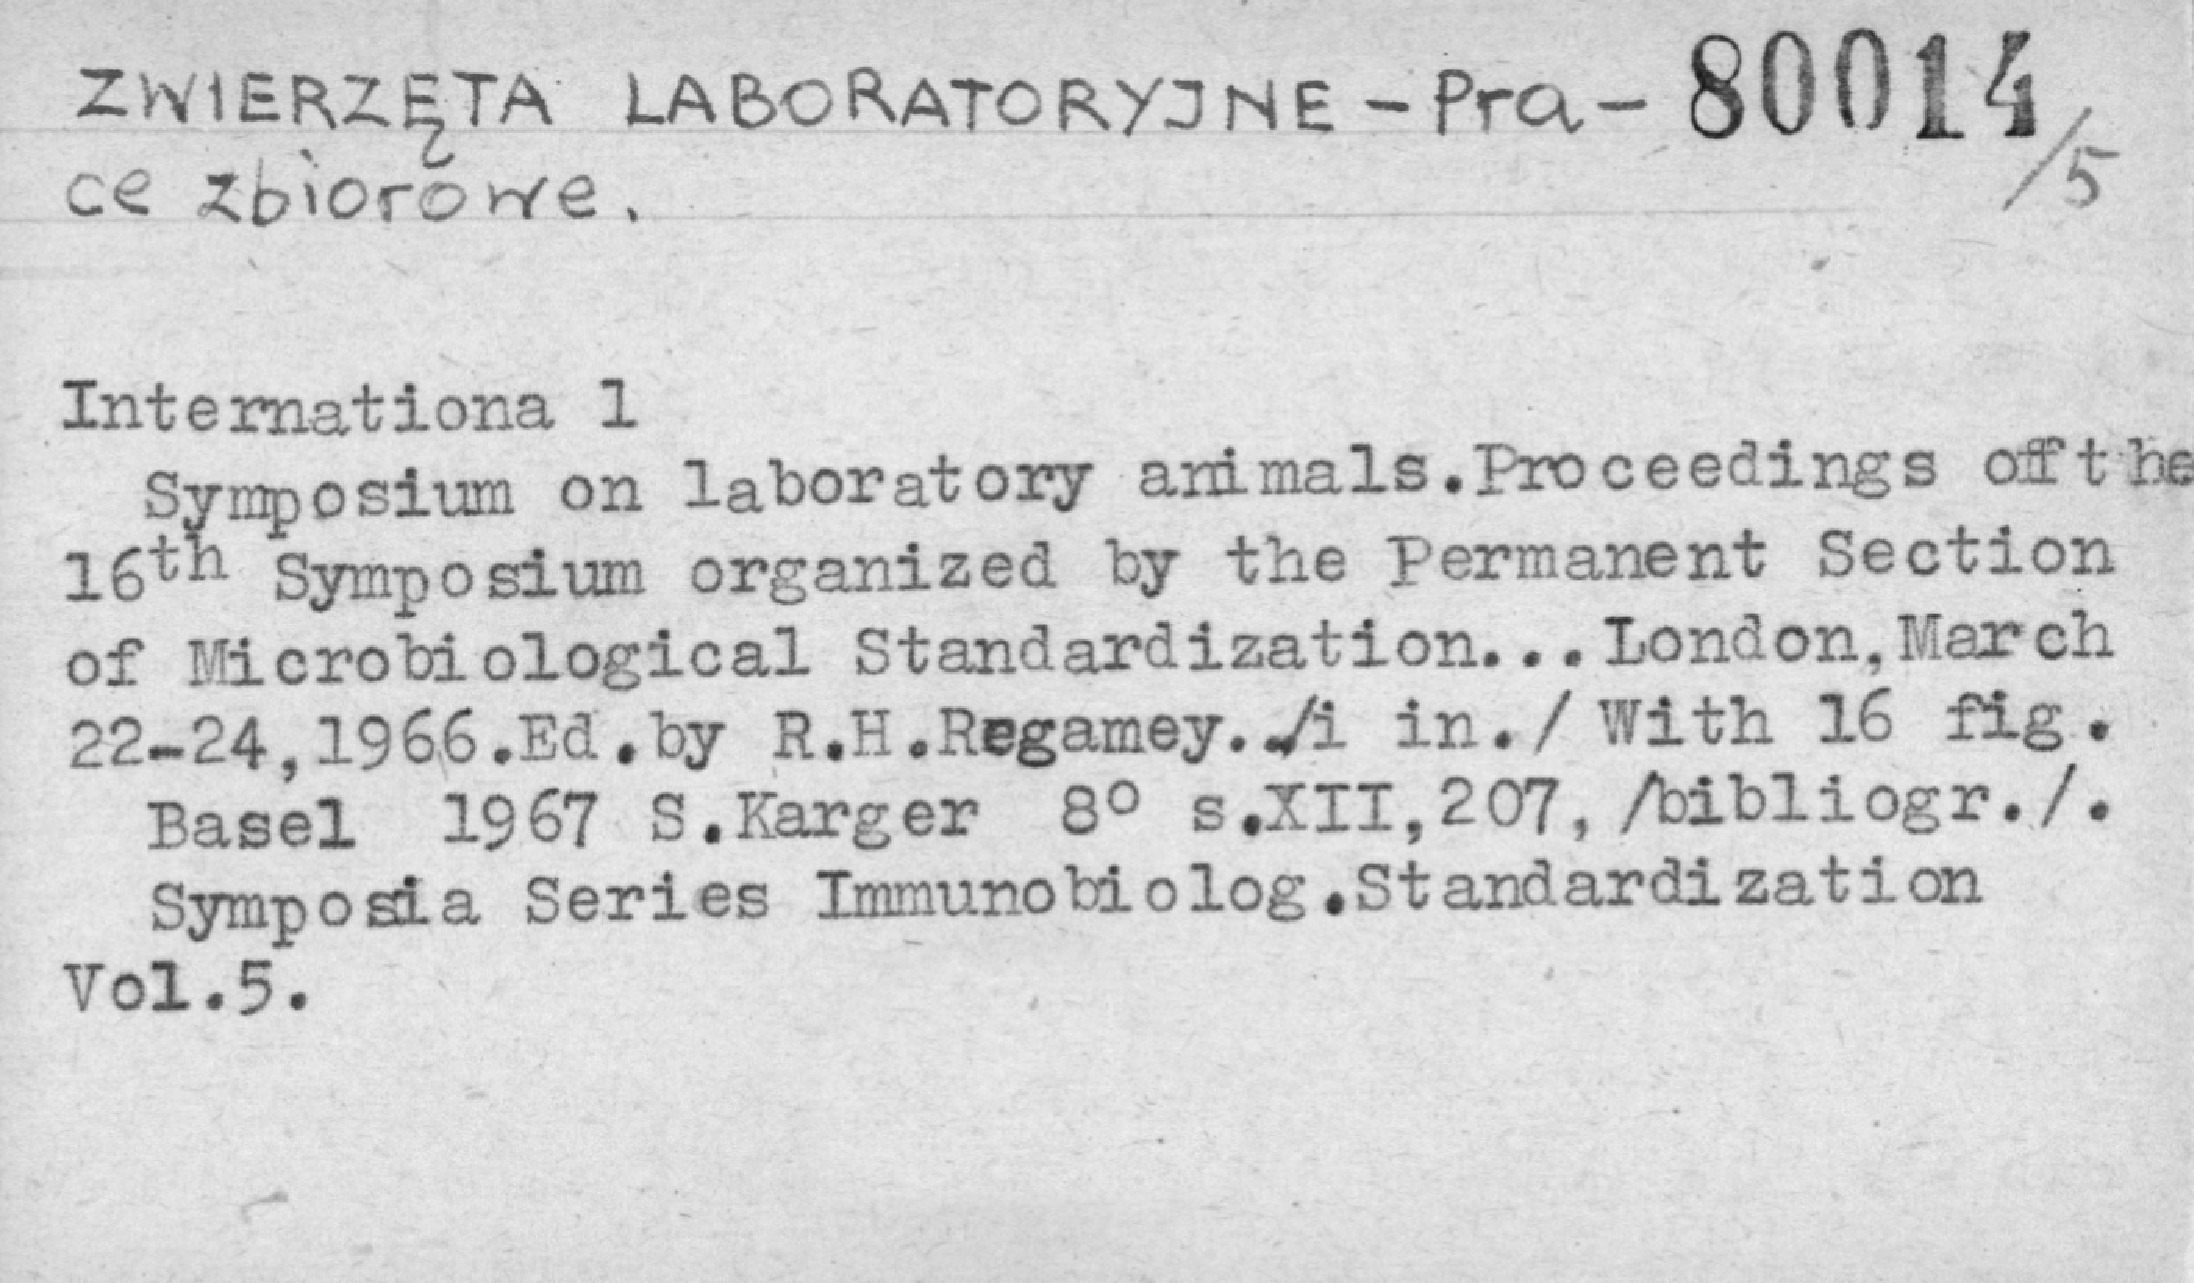 ZWIERZĘTA LABORATORYJNE - Pra- 80014/5
ce zbiorowe.
Internationa l
Symposium on laboratory animals.Proceedings off the
16th Symposium organized by the Permanent Section
of Microbiological Standardization...London,March
22-24,1966.Ed.by R.H.Regamey../i in./ With 16 fig.
Basel 1967 S.Karger 8° s.XII,207,/bibliogr./.
Symposia Series Immunobiolog.Standardization
Vol.5.